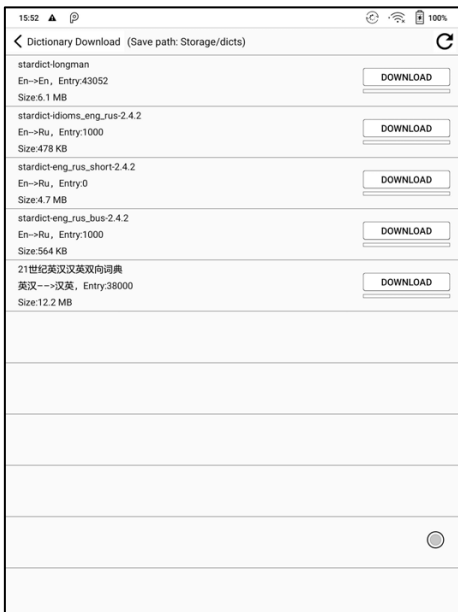 15:52 100%
Dictionary Download (Save path: Storage/dicts)
stardict-longman
En-->En, Entry:43052
Size:6.1 MB
DOWNLOAD
stardict-idioms_eng_rus-2.4.2
En-->Ru, Entry:1000
Size:478 KB
DOWNLOAD
stardict-eng_rus_short-2.4.2
En-->Ru, Entry:0
Size:4.7 MB
DOWNLOAD
stardict-eng_rus_bus-2.4.2
En-->Ru, Entry:1000
Size:564 KB
DOWNLOAD
21世纪英汉汉英双向词典
英汉-->汉英, Entry:38000
Size:12.2 MB
DOWNLOAD